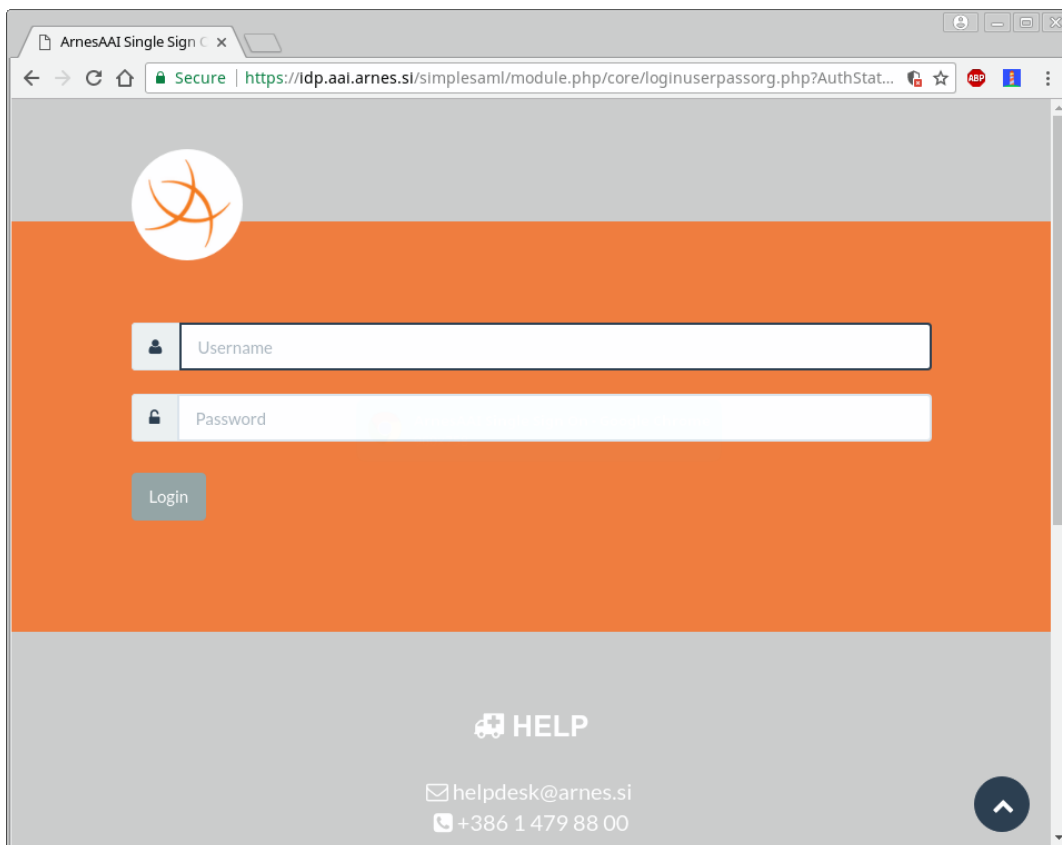 ArnesAAI Single Sign
Secure | https://idp.aai.arnes.si/simplesaml/module.php/core/loginuserpassorg.php?AuthStat...
ABP
Username
Password
Login
HELP
helpdesk@arnes.si
+386 1 479 88 00